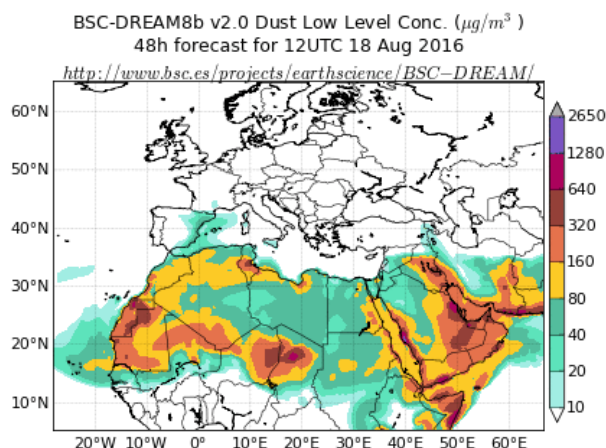 BSC-DREAM8b v2.0 Dust Low Level Conc. (μg/m³ )
48h forecast for 12UTC 18 Aug 2016
http://www.bsc.es/projects/earthscience/BSC−DREAM/
60°N
50°N
40°N
30°N
20°N
10°N
20°W 10°W 0° 10°E 20°E 30°E 40°E 50°E 60°E
2650
1280
640
320
160
80
40
20
10